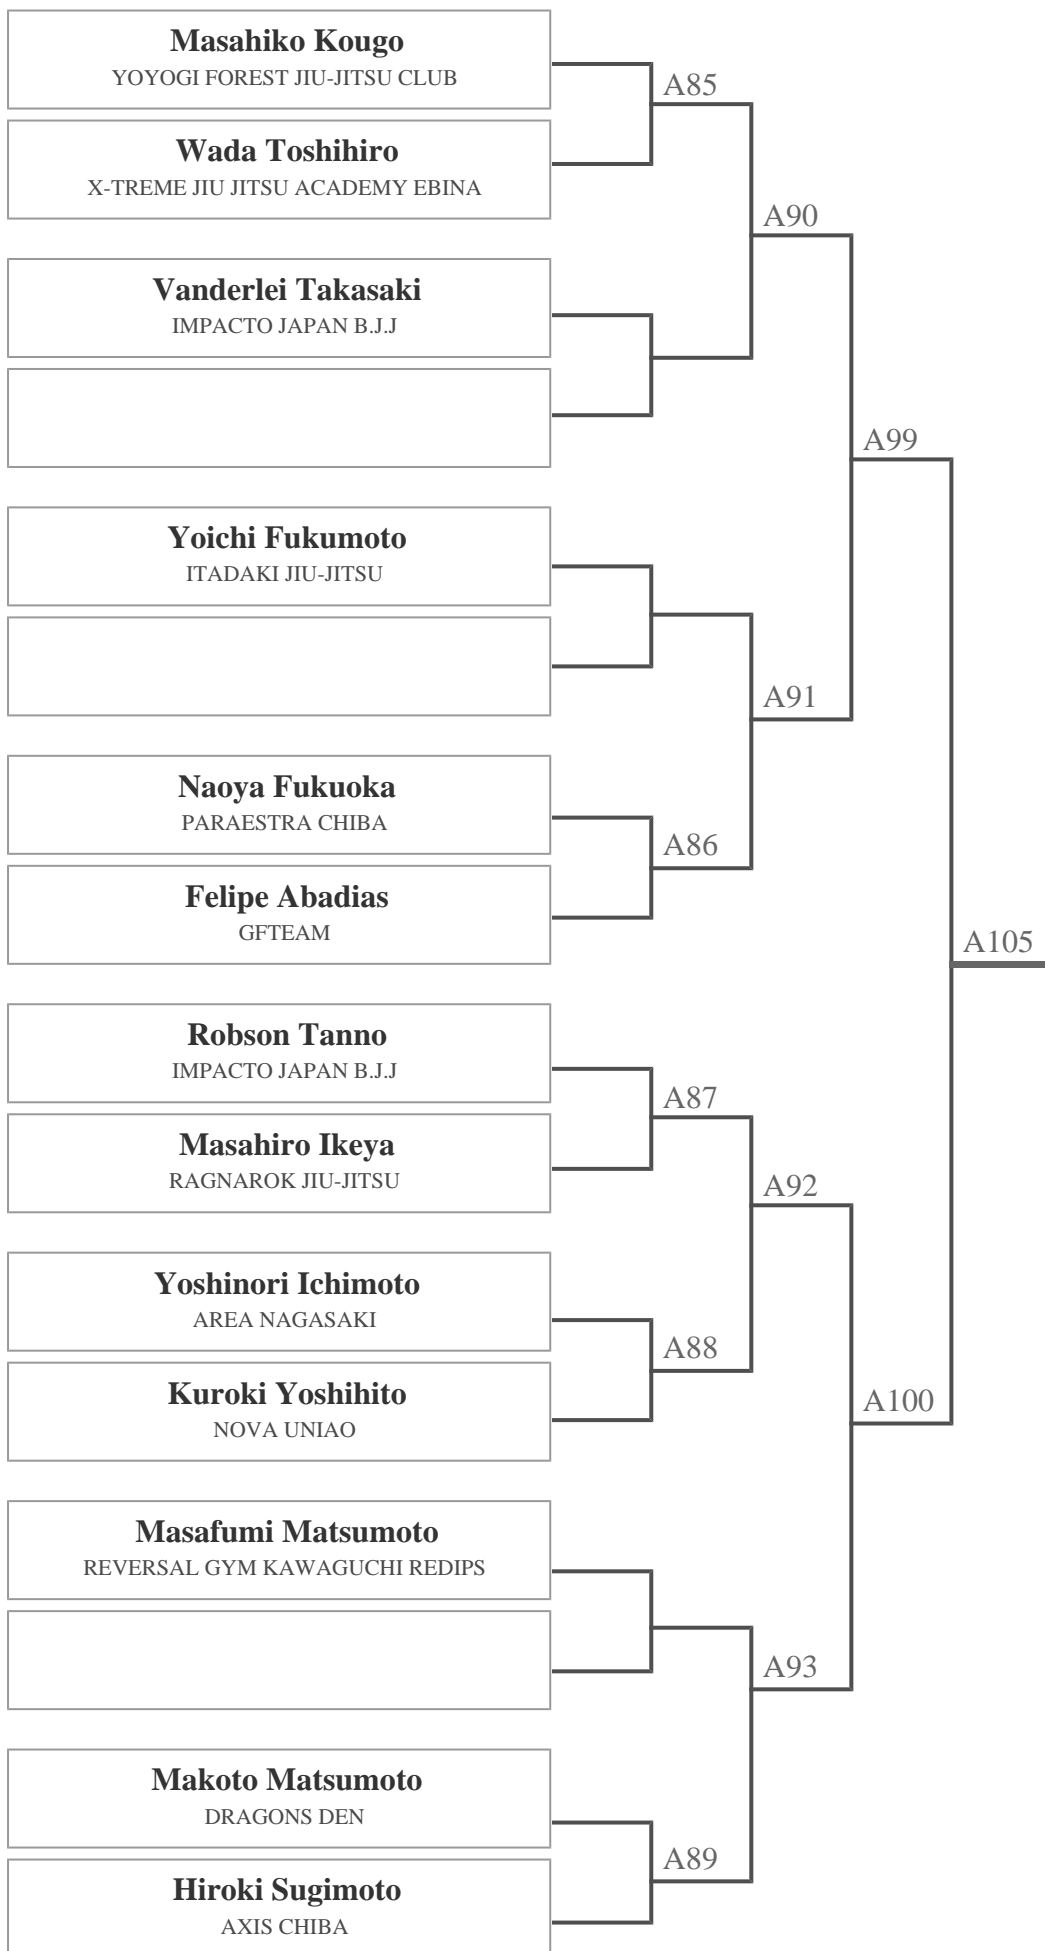 Masahiko Kougo
YOYOGI FOREST JIU-JITSU CLUB
A85
Wada Toshihiro
X-TREME JIU JITSU ACADEMY EBINA
A90
Vanderlei Takasaki
IMPACTO JAPAN B.J.J
A99
Yoichi Fukumoto
ITADAKI JIU-JITSU
A91
Naoya Fukuoka
PARAESTRA CHIBA
A86
Felipe Abadias
GFTEAM
A105
Robson Tanno
IMPACTO JAPAN B.J.J
A87
Masahiro Ikeya
RAGNAROK JIU-JITSU
A92
Yoshinori Ichimoto
AREA NAGASAKI
A88
Kuroki Yoshihito
NOVA UNIAO
A100
Masafumi Matsumoto
REVERSAL GYM KAWAGUCHI REDIPS
A93
Makoto Matsumoto
DRAGONS DEN
A89
Hiroki Sugimoto
AXIS CHIBA